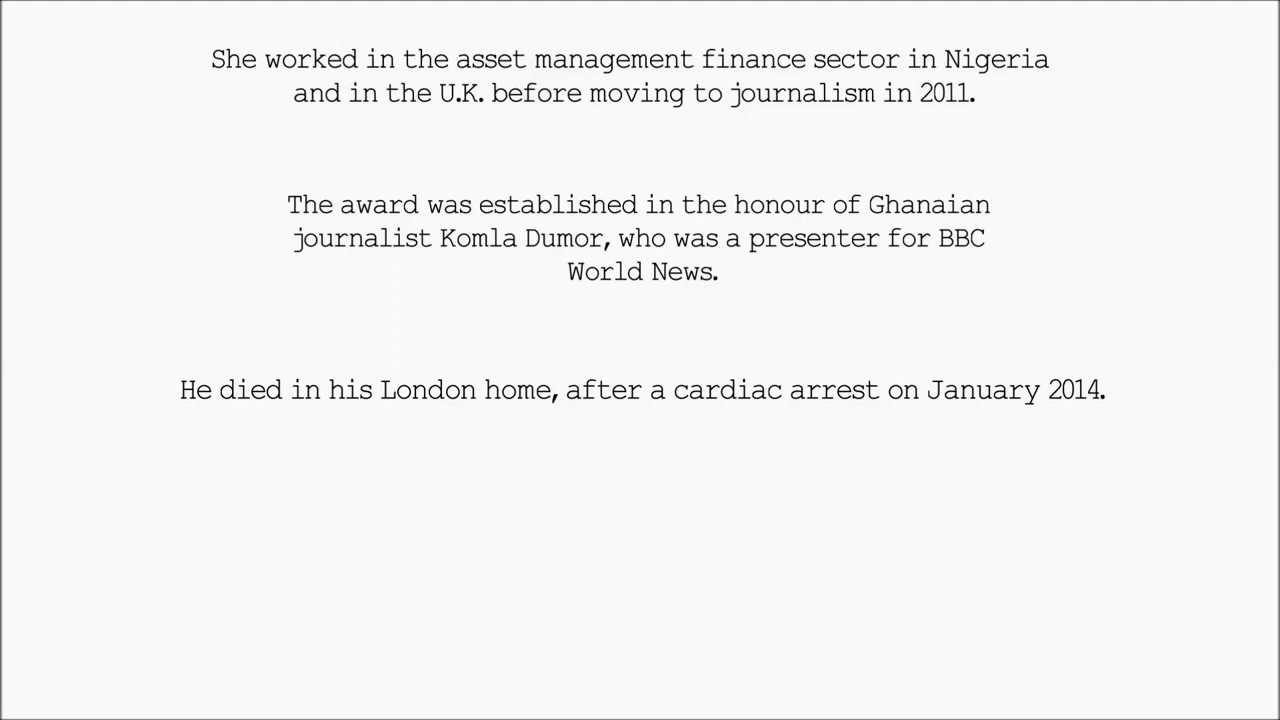 She worked in the asset management finance sector in Nigeria
and in the U.K. before moving to journalism in 2011.
The award was established in the honour of Ghanaian
journalist Komla Dumor, who was a presenter for BBC
World News.
He died in his London home, after a cardiac arrest on January 2014.